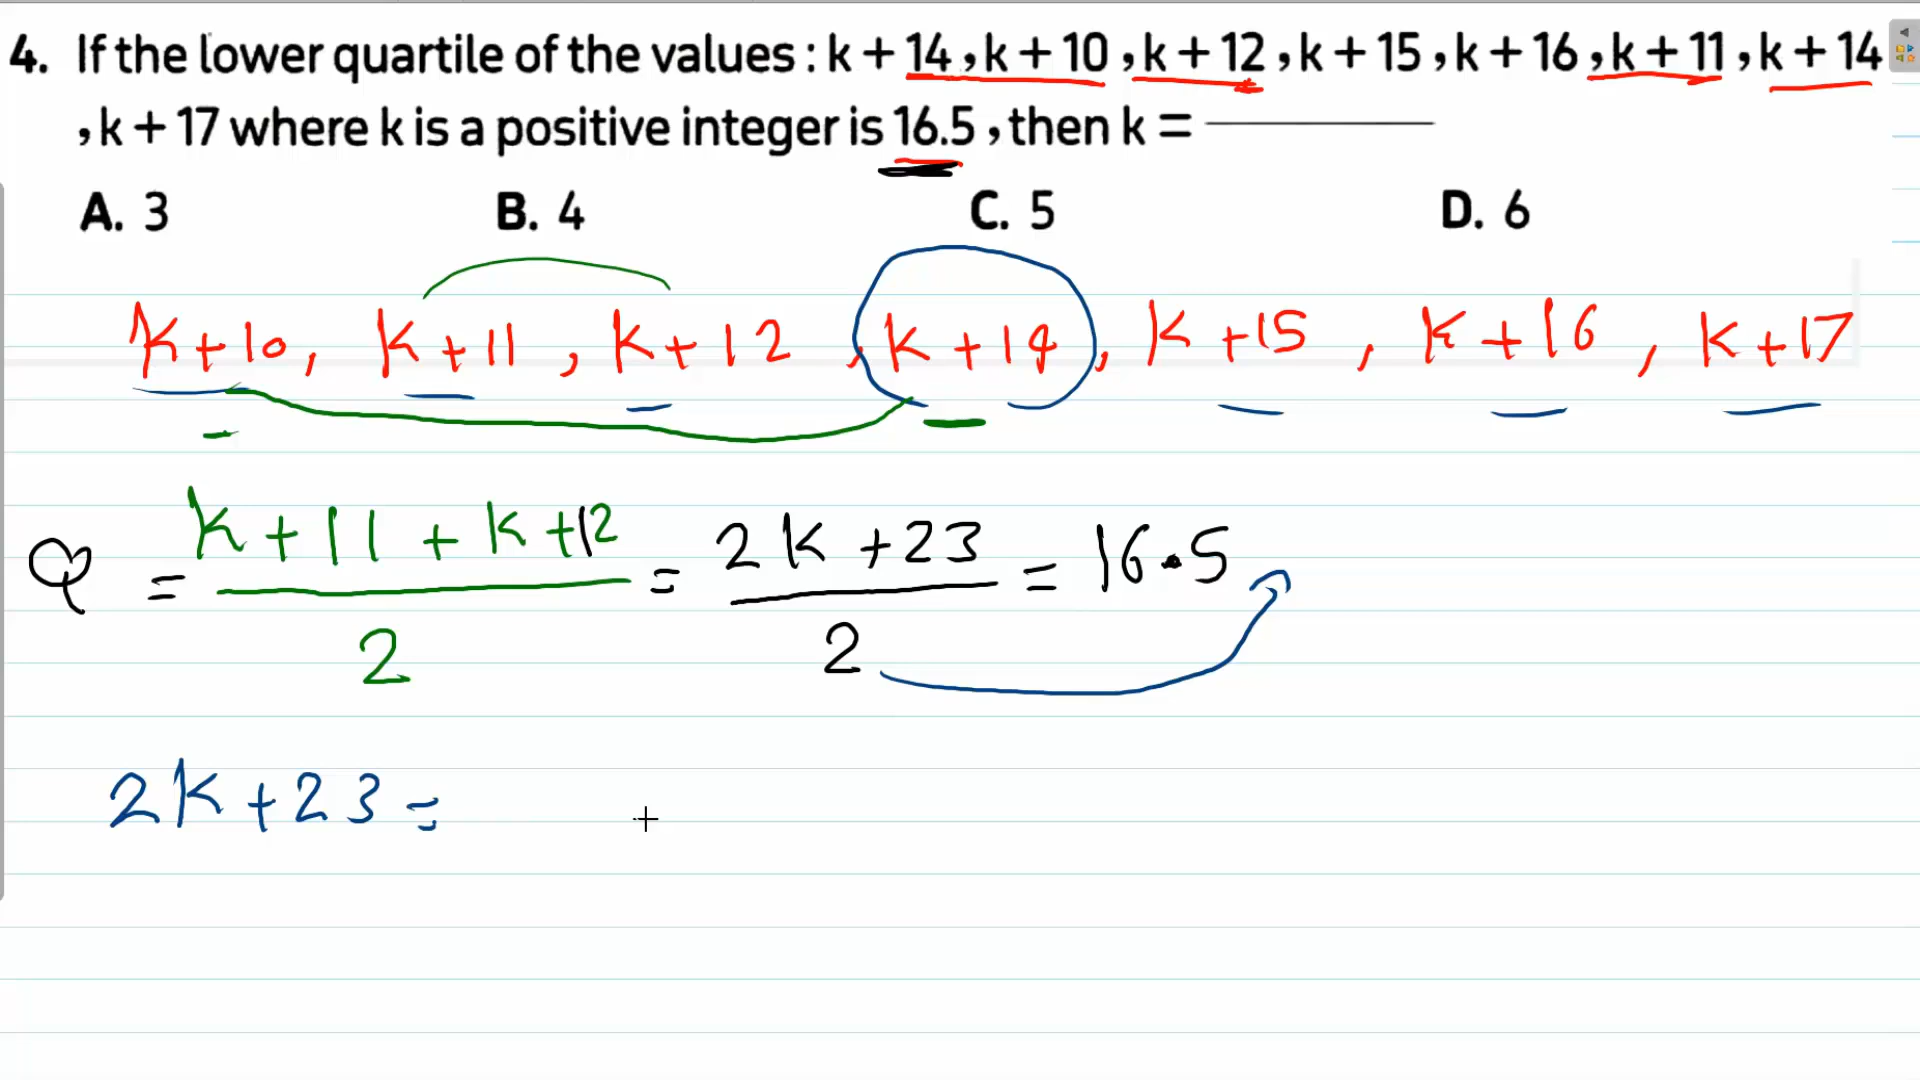 4. If the lower quartile of the values : k + 14 , k + 10 , k + 12 , k + 15 , k + 16 , k + 11 , k + 14
, k + 17 where k is a positive integer is 16.5 , then k =
A. 3 B. 4 C. 5 D. 6
k+10, k+11, k+12, k+14, k+15, k+16, k+17
Q = k+11+k+12/2 = 2k+23/2 = 16.5
2k+23=